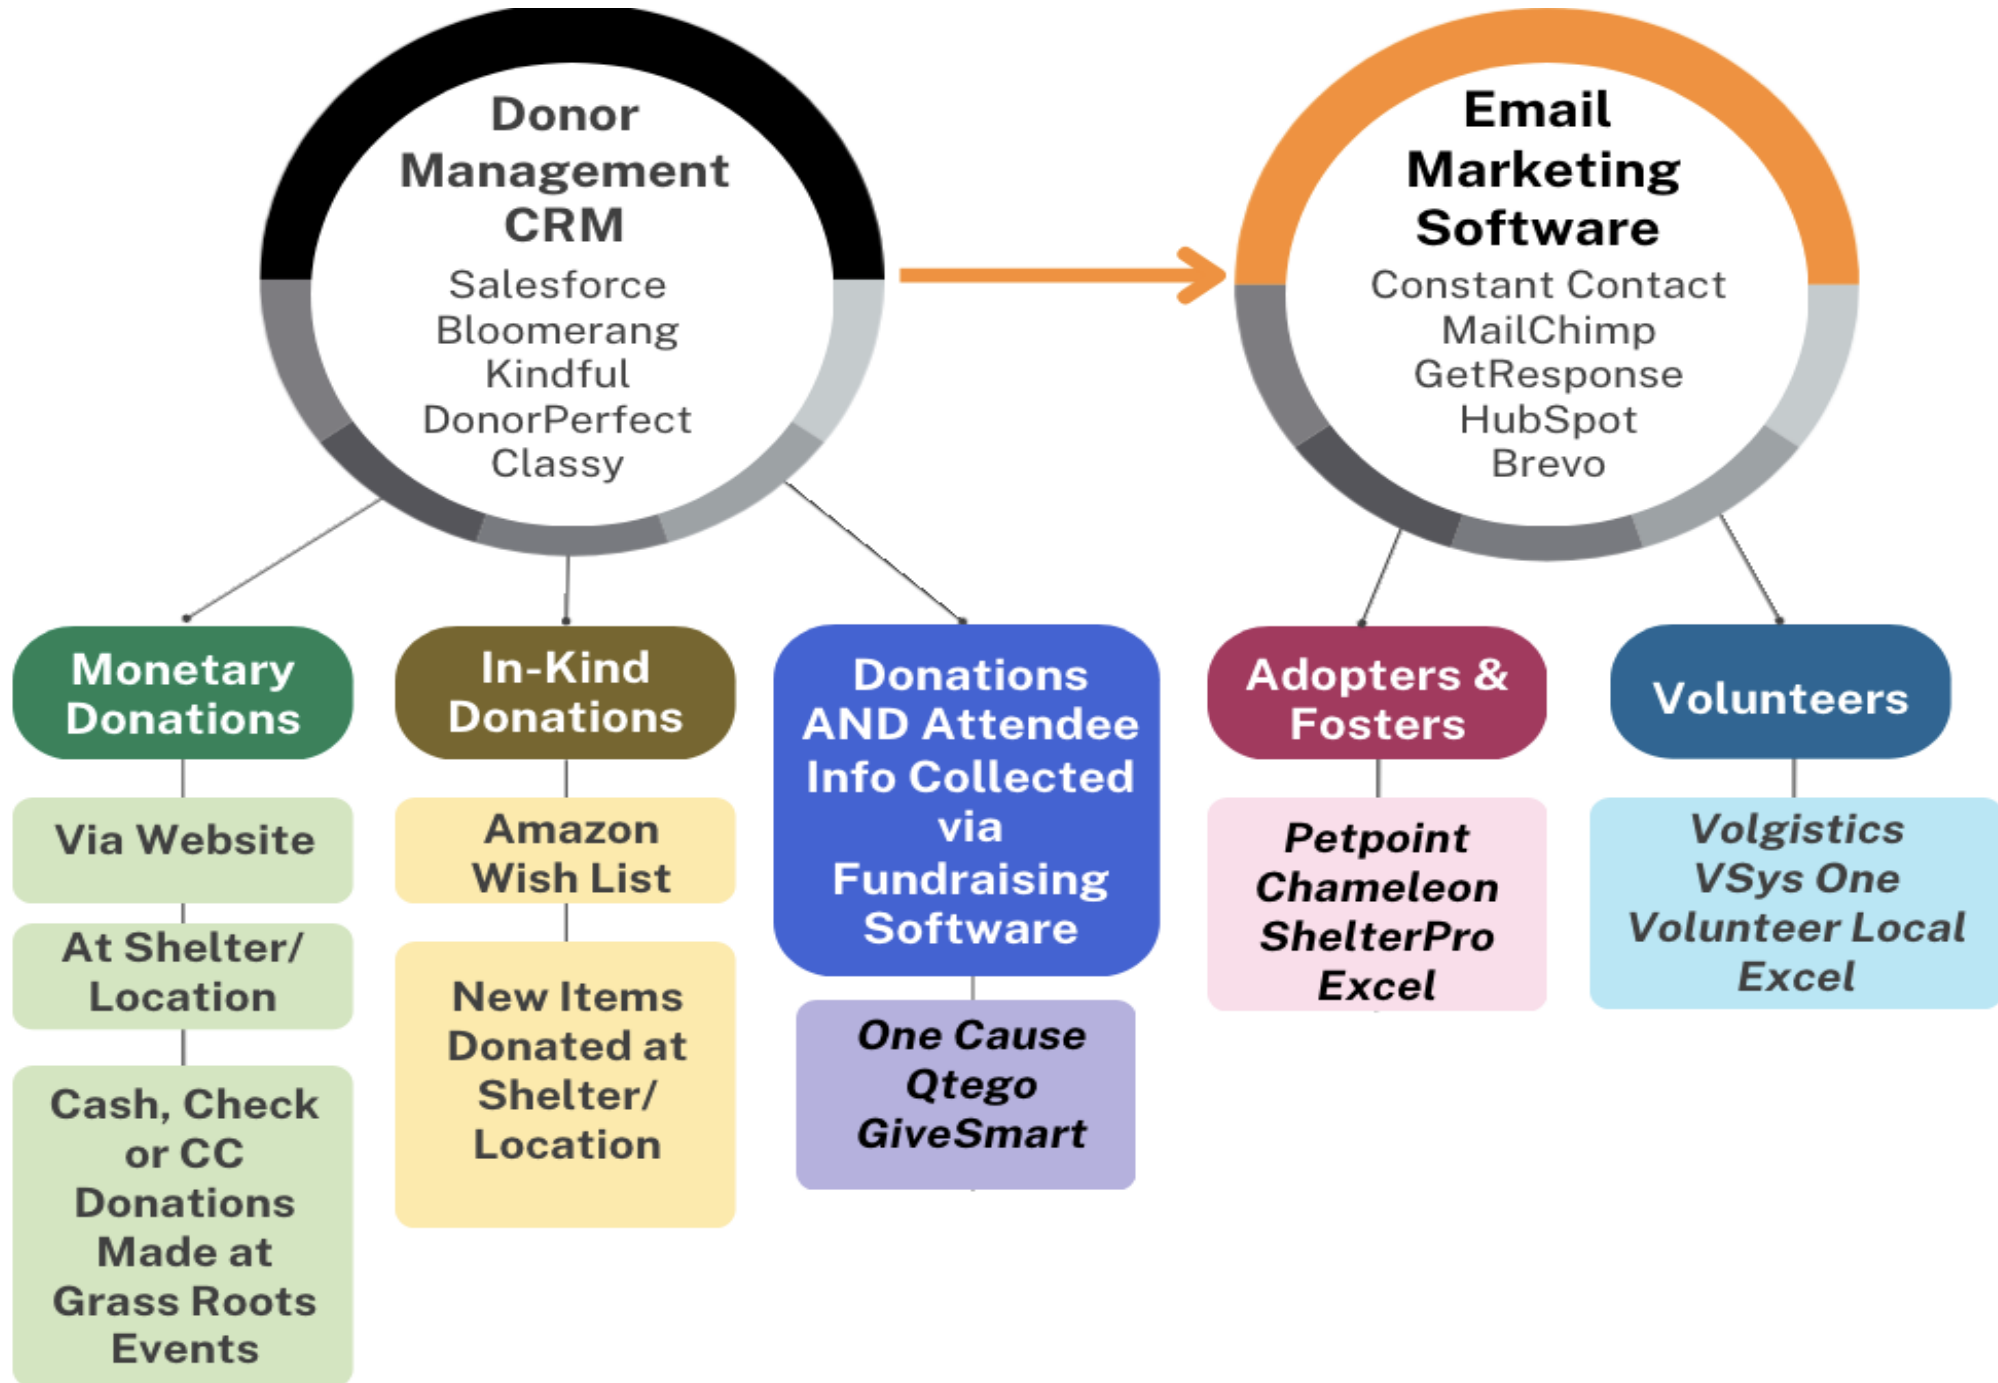 Donor
Management
CRM
Salesforce
Bloomerang
Kindful
DonorPerfect
Classy
Email
Marketing
Software
Constant Contact
MailChimp
GetResponse
HubSpot
Brevo
Monetary
Donations
Via Website
At Shelter/
Location
Cash, Check
or CC
Donations
Made at
Grass Roots
Events
In-Kind
Donations
Amazon
Wish List
New Items
Donated at
Shelter/
Location
Donations
AND Attendee
Info Collected
via
Fundraising
Software
One Cause
Qtego
GiveSmart
Adopters &
Fosters
Petpoint
Chameleon
ShelterPro
Excel
Volunteers
Volgistics
VSys One
Volunteer Local
Excel